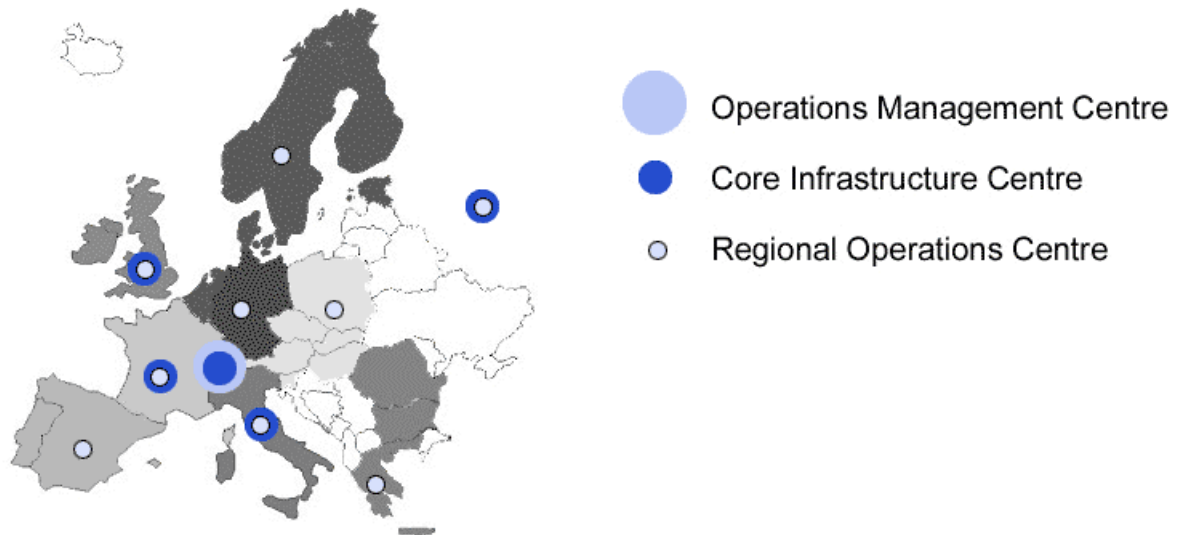 Operations Management Centre
Core Infrastructure Centre
Regional Operations Centre